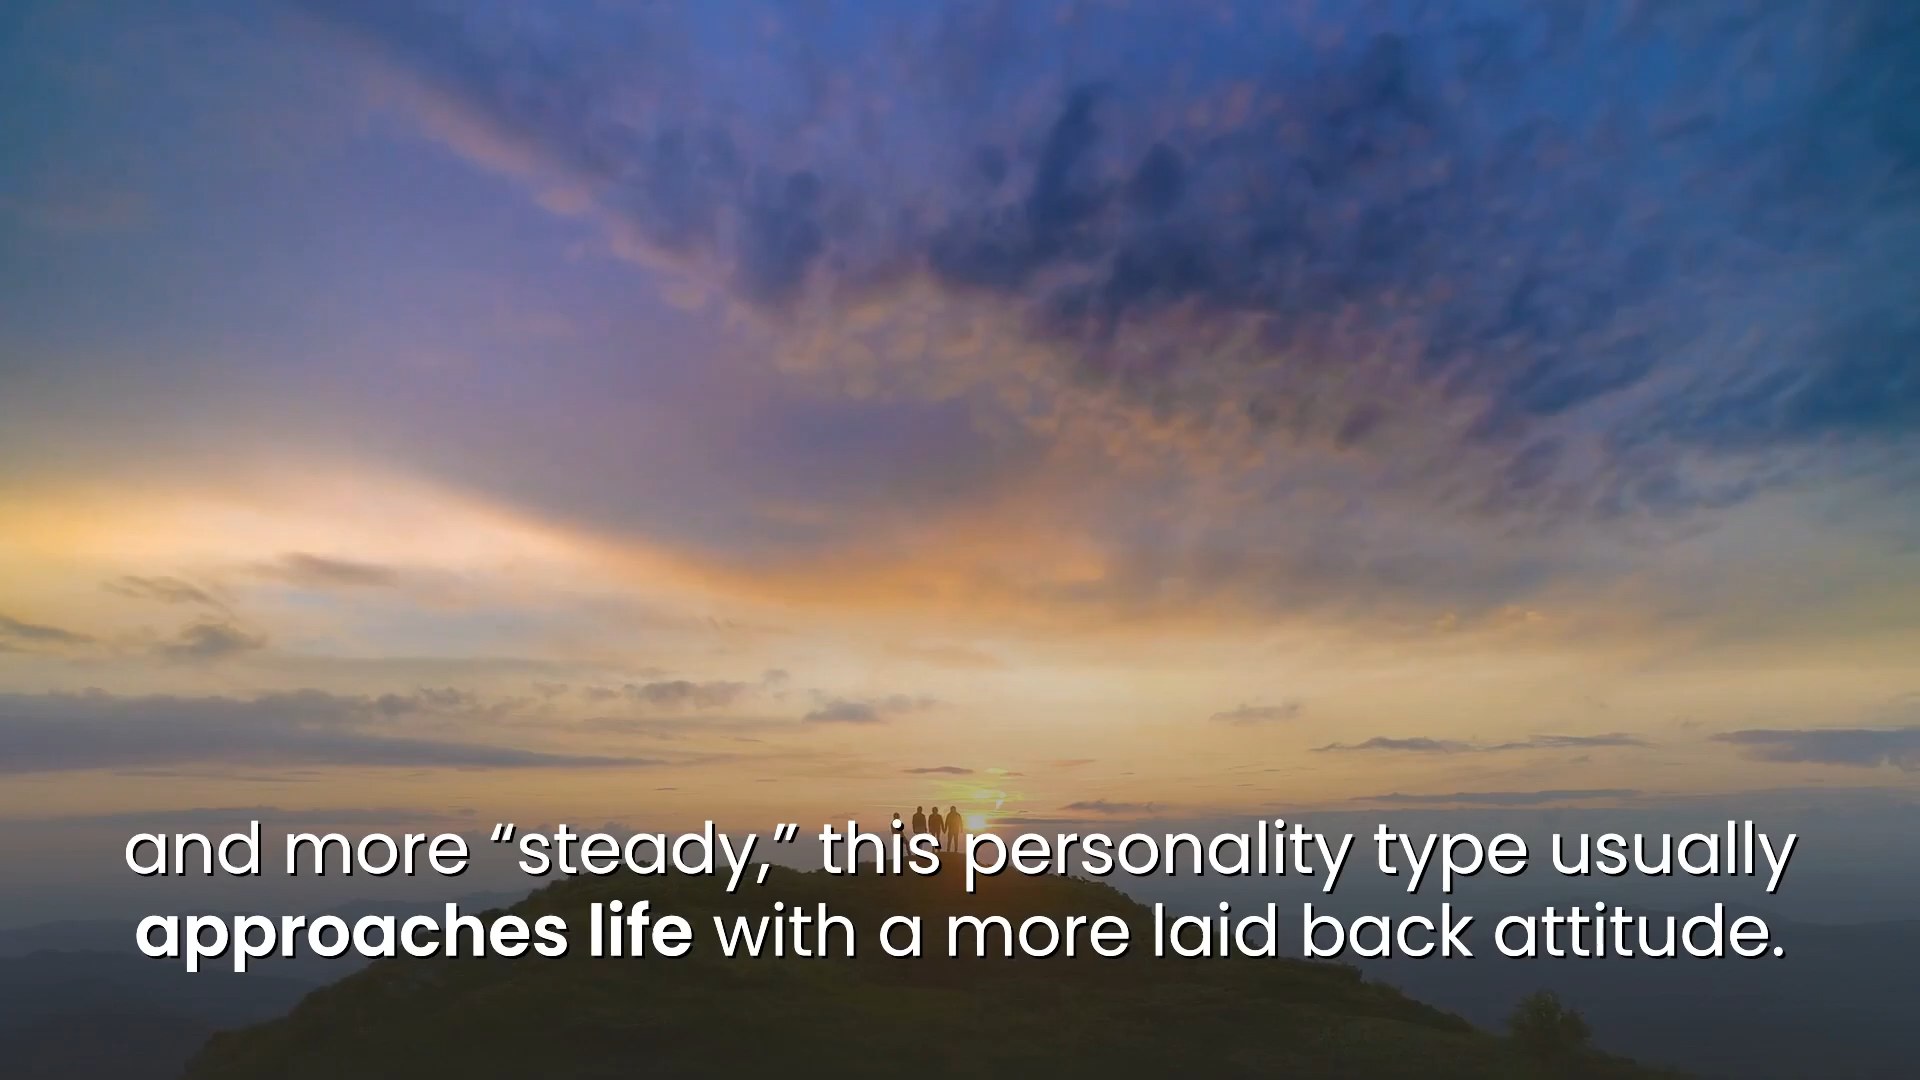 and more “steady,” this personality type usually
approaches life with a more laid back attitude.